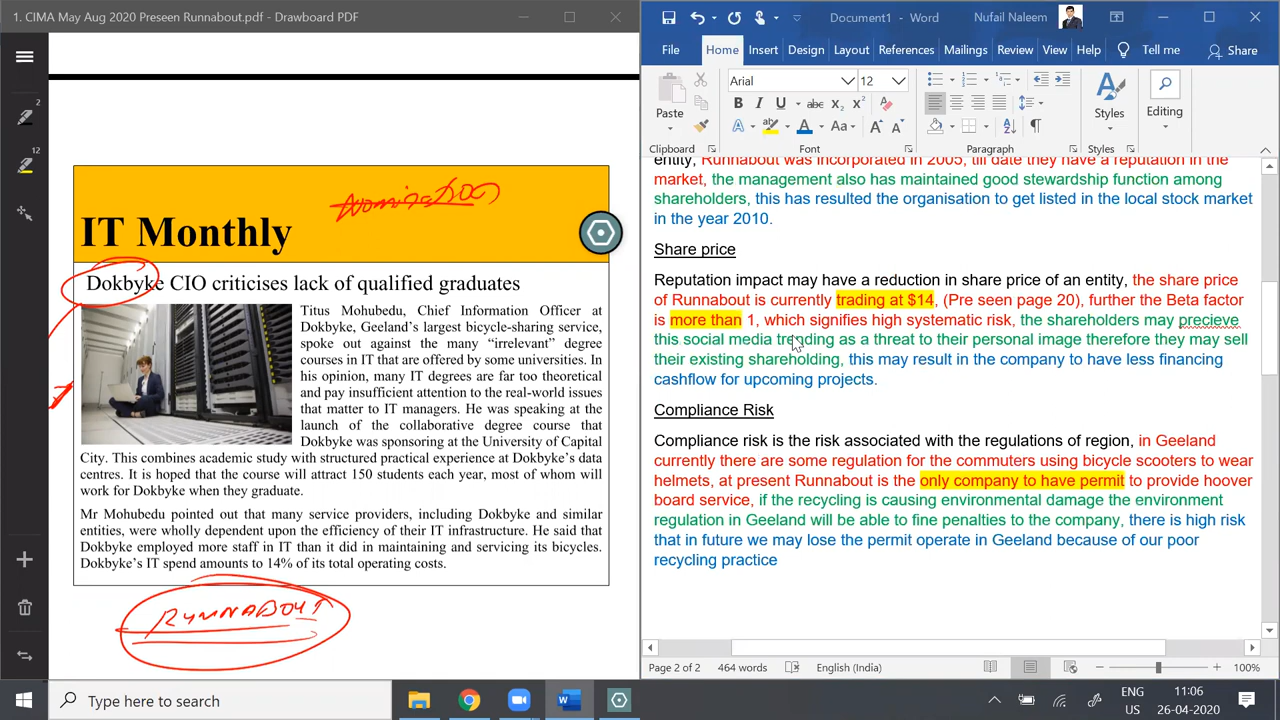 1. CIMA May Aug 2020 Preseen Runnabout.pdf - Drawboard PDF
2
12
IT Monthly
Dokbyke CIO criticises lack of qualified graduates
Titus Mohubedu, Chief Information Officer at
Dokbyke, Geeland's largest bicycle-sharing service,
spoke out against the many “irrelevant” degree
courses in IT that are offered by some universities. In
his opinion, many IT degrees are far too theoretical
and pay insufficient attention to the real-world issues
that matter to IT managers. He was speaking at the
launch of the collaborative degree course that
Dokbyke was sponsoring at the University of Capital
City. This combines academic study with structured practical experience at Dokbyke's data
centres. It is hoped that the course will attract 150 students each year, most of whom will
work for Dokbyke when they graduate.
Mr Mohubedu pointed out that many service providers, including Dokbyke and similar
entities, were wholly dependent upon the efficiency of their IT infrastructure. He said that
Dokbyke employed more staff in IT than it did in maintaining and servicing its bicycles.
Dokbyke's IT spend amounts to 14% of its total operating costs.
RUNNABOUT
Document1 - Word
Nufail Naleem
File Home Insert Design Layout References Mailings Review View Help Tell me Share
Paste
Clipboard
Arial 12
B I U abc x₂ x²
A A Aa A A
Font
Paragraph
Styles
Styles
Editing
entity, Runnabout was incorporated in 2005, till date they have a reputation in the
market, the management also has maintained good stewardship function among
shareholders, this has resulted the organisation to get listed in the local stock market
in the year 2010.
Share price
Reputation impact may have a reduction in share price of an entity, the share price
of Runnabout is currently trading at $14, (Pre seen page 20), further the Beta factor
is more than 1, which signifies high systematic risk, the shareholders may precieve
this social media trending as a threat to their personal image therefore they may sell
their existing shareholding, this may result in the company to have less financing
cashflow for upcoming projects.
Compliance Risk
Compliance risk is the risk associated with the regulations of region, in Geeland
currently there are some regulation for the commuters using bicycle scooters to wear
helmets, at present Runnabout is the only company to have permit to provide hoover
board service, if the recycling is causing environmental damage the environment
regulation in Geeland will be able to fine penalties to the company, there is high risk
that in future we may lose the permit operate in Geeland because of our poor
recycling practice
Page 2 of 2 464 words English (India) 100%
Type here to search
ENG
US
11:06
26-04-2020